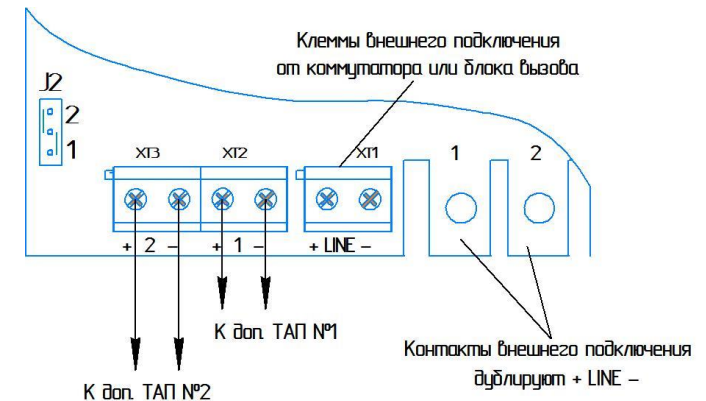 Клеммы внешнего подключения
от коммутатора или блока вызова
J2
2
1
XT3 XT2 XT1 1 2
+ 2 – + 1 – + LINE –
К доп. ТАП №1
Контакты внешнего подключения
дублируют + LINE –
К доп. ТАП №2